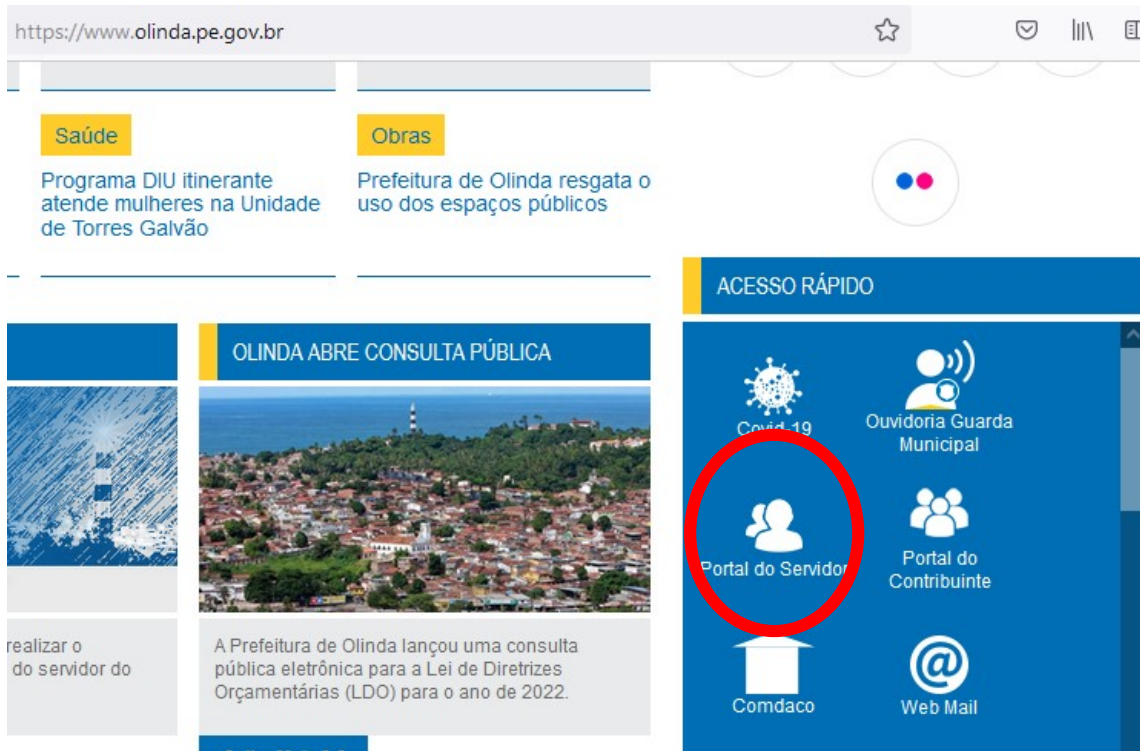 https://www.olinda.pe.gov.br
Saúde
Programa DIU itinerante
atende mulheres na Unidade
de Torres Galvão
Obras
Prefeitura de Olinda resgata o
uso dos espaços públicos
OLINDA ABRE CONSULTA PÚBLICA
realizar o
do servidor do
A Prefeitura de Olinda lançou uma consulta
pública eletrônica para a Lei de Diretrizes
Orçamentárias (LDO) para o ano de 2022.
ACESSO RÁPIDO
Covid-19
Ouvidoria Guarda
Municipal
Portal do Servidor
Portal do
Contribuinte
Comdaco
Web Mail